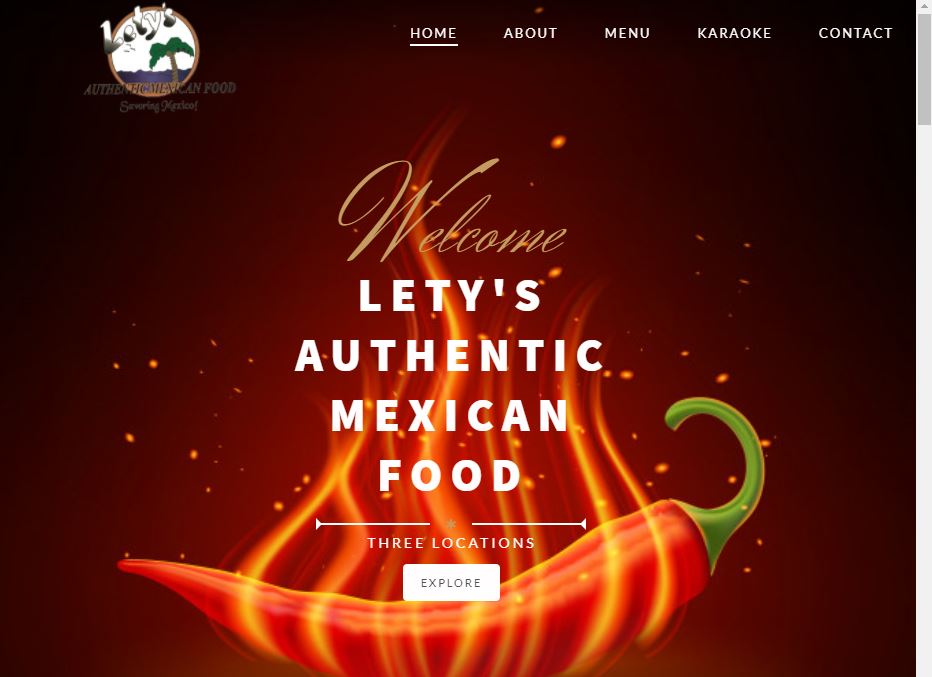 Lety's
AUTHENTIC MEXICAN FOOD
Savoring Mexico!
HOME ABOUT MENU KARAOKE CONTACT
Welcome
LETY'S
AUTHENTIC
MEXICAN
FOOD
THREE LOCATIONS
EXPLORE